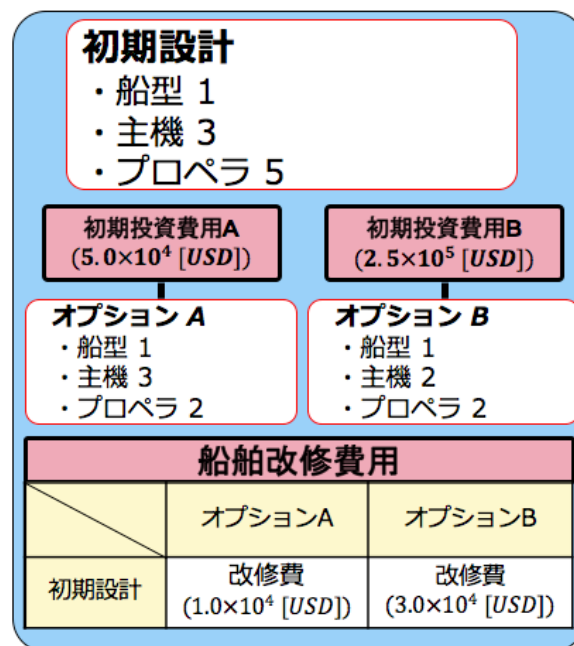 初期設計
・船型 1
・主機 3
・プロペラ 5
初期投資費用A
(5.0×10⁴ [USD])
初期投資費用B
(2.5×10⁵ [USD])
オプション A
・船型 1
・主機 3
・プロペラ 2
オプション B
・船型 1
・主機 2
・プロペラ 2
船舶改修費用
オプションA
オプションB
初期設計
改修費
(1.0×10⁴ [USD])
改修費
(3.0×10⁴ [USD])